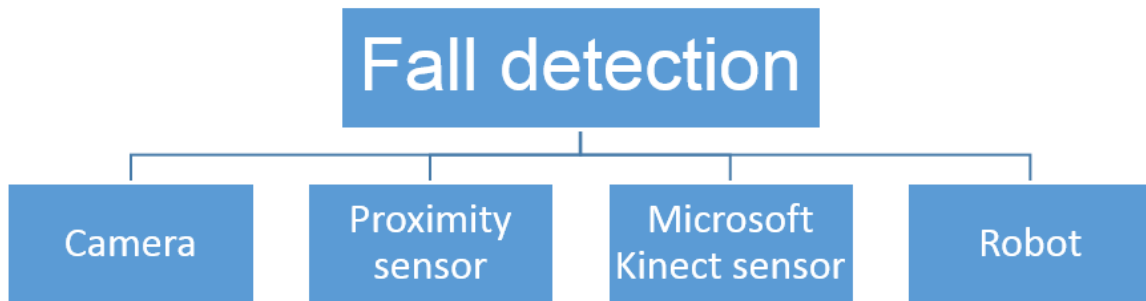 Fall detection
Camera
Proximity
sensor
Microsoft
Kinect sensor
Robot